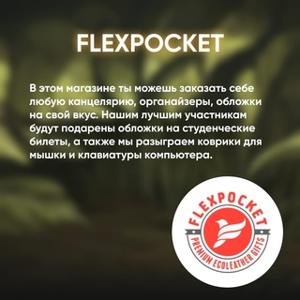 FLEXPOCKET
В этом магазине ты можешь заказать себе
любую канцелярию, органайзеры, обложки
на свой вкус. Нашим лучшим участникам
будут подарены обложки на студенческие
билеты, а также мы разыграем коврики для
мышки и клавиатуры компьютера.
FLEXPOCKET
PREMIUM ECOLEATHER GIFTS